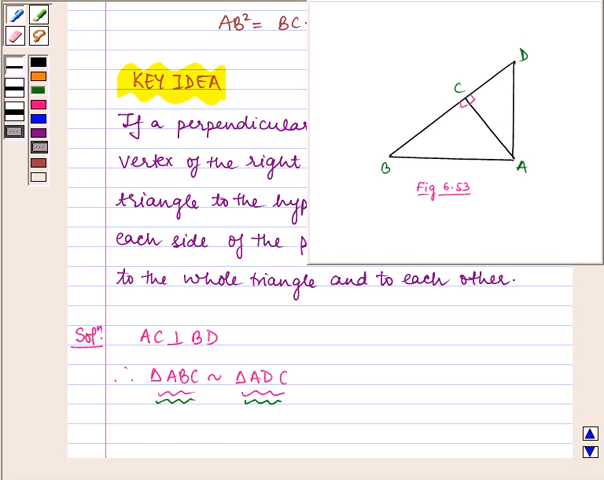 AB² = BC.
KEY IDEA
If a perpendicular
vertex of the right
triangle to the hyp
each side of the p
to the whole triangle and to each other.
Solⁿ. AC ⊥ BD
∴ ΔABC ~ ΔADC
D
C
B
A
Fig 6.53